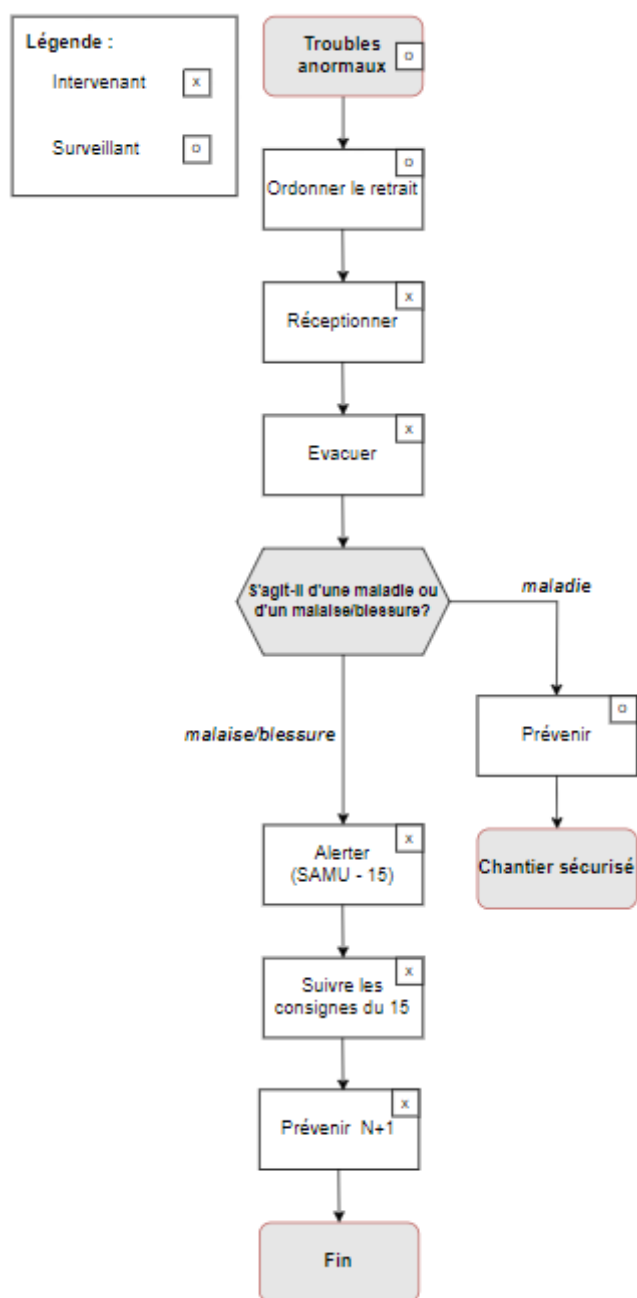 Légende :
Intervenant x
Surveillant o
Troubles
anormaux o
o
Ordonner le retrait
x
Réceptionner
x
Evacuer
S'agit-il d'une maladie ou
d'un malaise/blessure?
maladie
malaise/blessure
o
Prévenir
Chantier sécurisé
x
Alerter
(SAMU - 15)
x
Suivre les
consignes du 15
x
Prévenir N+1
Fin